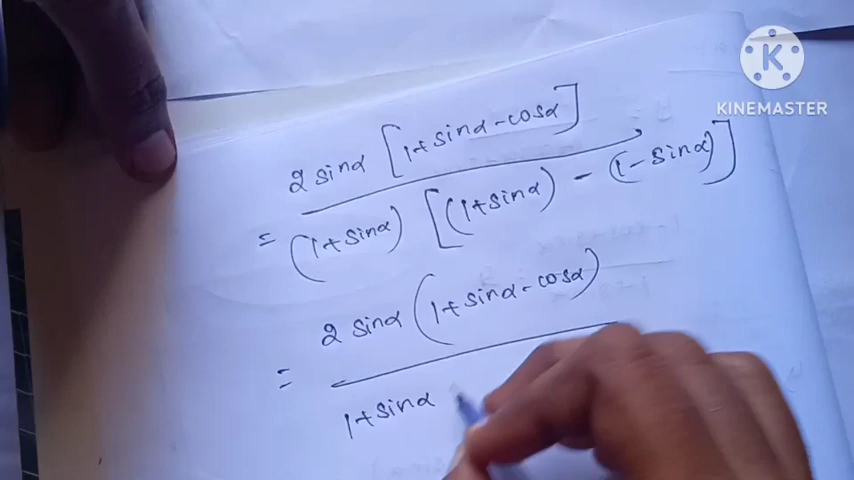 KINEMASTER
2 sinα [1+sinα-cosα]
= (1+sinα) [(1+sinα) - (1-sinα)]
2 sinα (1+sinα-cosα)
=
1+sinα